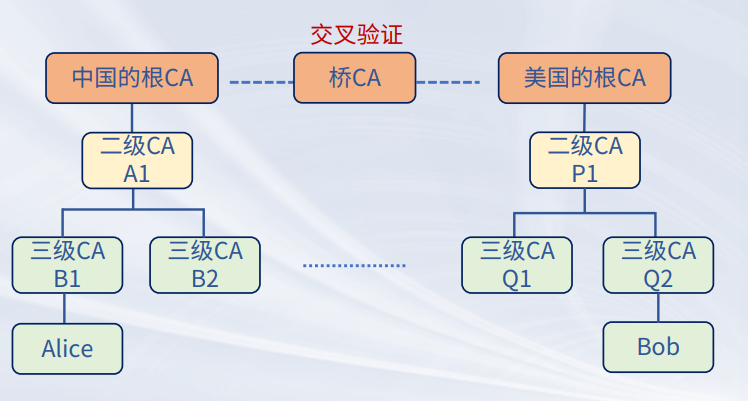 交叉验证
中国的根CA
桥CA
美国的根CA
二级CA
A1
二级CA
P1
三级CA
B1
三级CA
B2
三级CA
Q1
三级CA
Q2
Alice
Bob